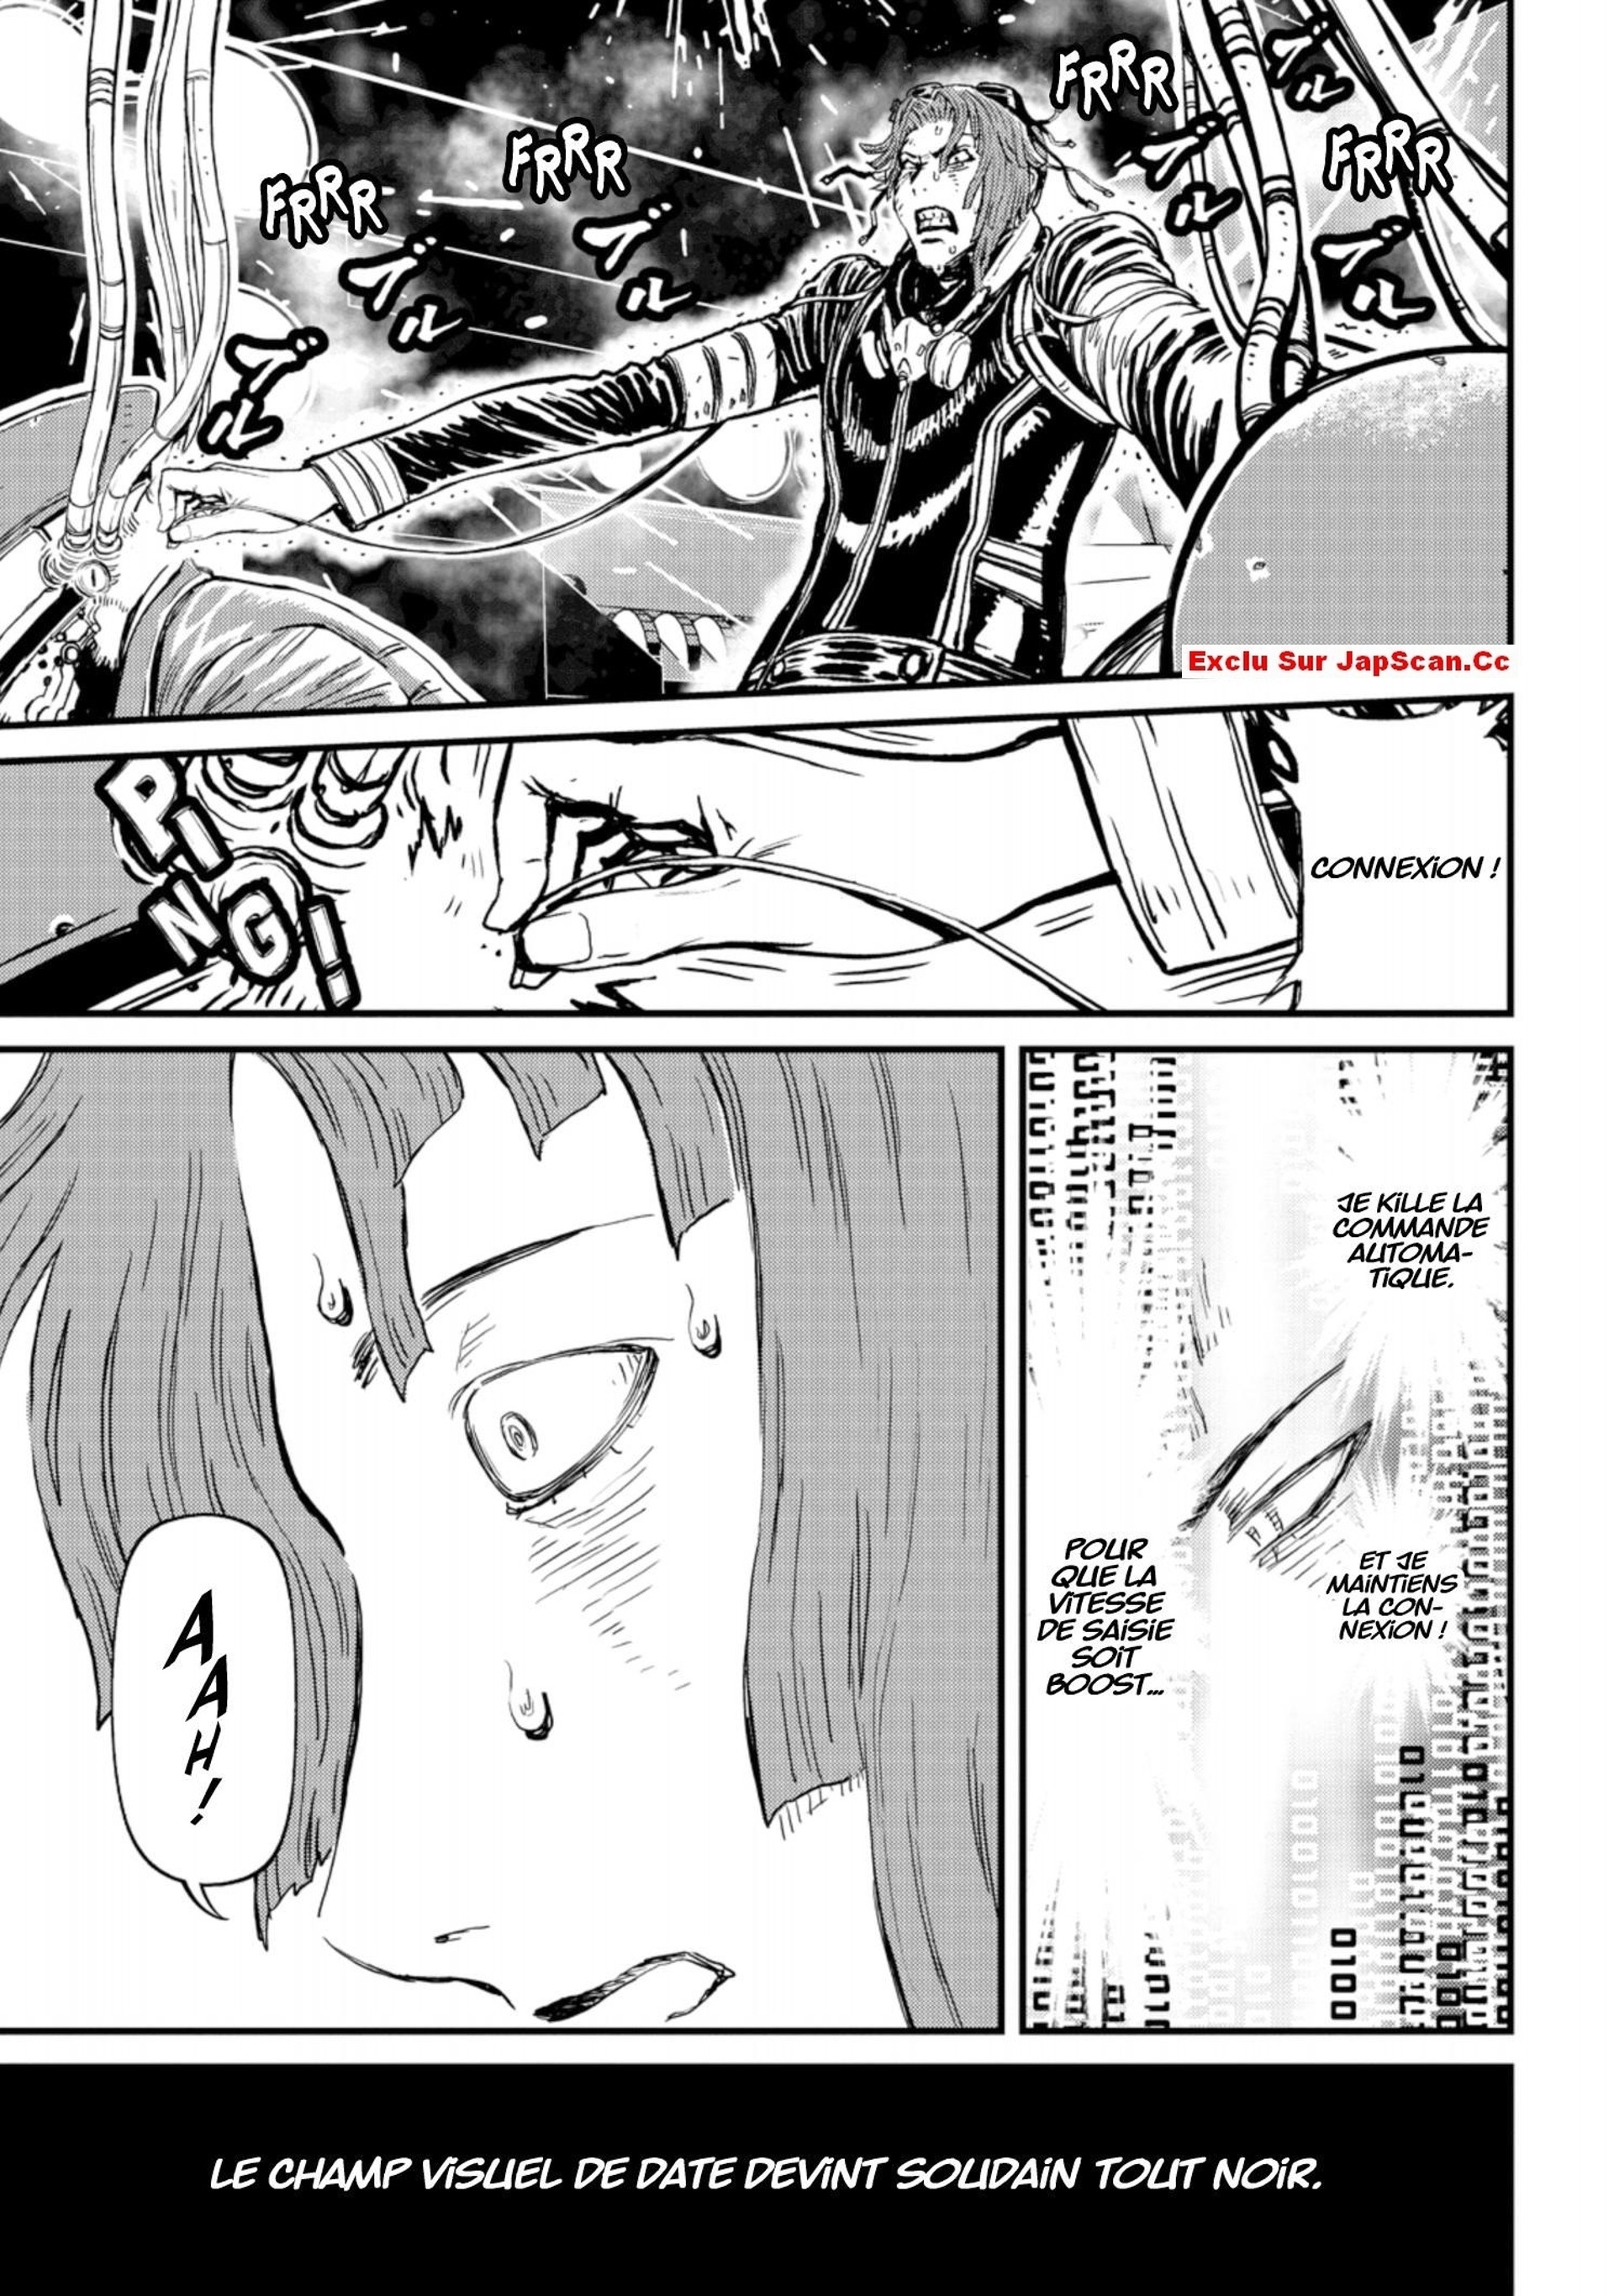 FRRR
FRRR
FRRR
FRRR
ブル
ブル
ブル
ブル
ブル
Exclu Sur JapScan.Cc
CONNEXION !
PING!
JE KILLE LA
COMMANDE
AUTOMA-
TIQUE.
ET JE
MAINTIENS
LA CON-
NEXION !
POUR
QUE LA
VITESSE
DE SAISIE
SOIT
BOOST...
AAH!
LE CHAMP VISUEL DE DATE DEVINT SOUDAIN TOUT NOIR.